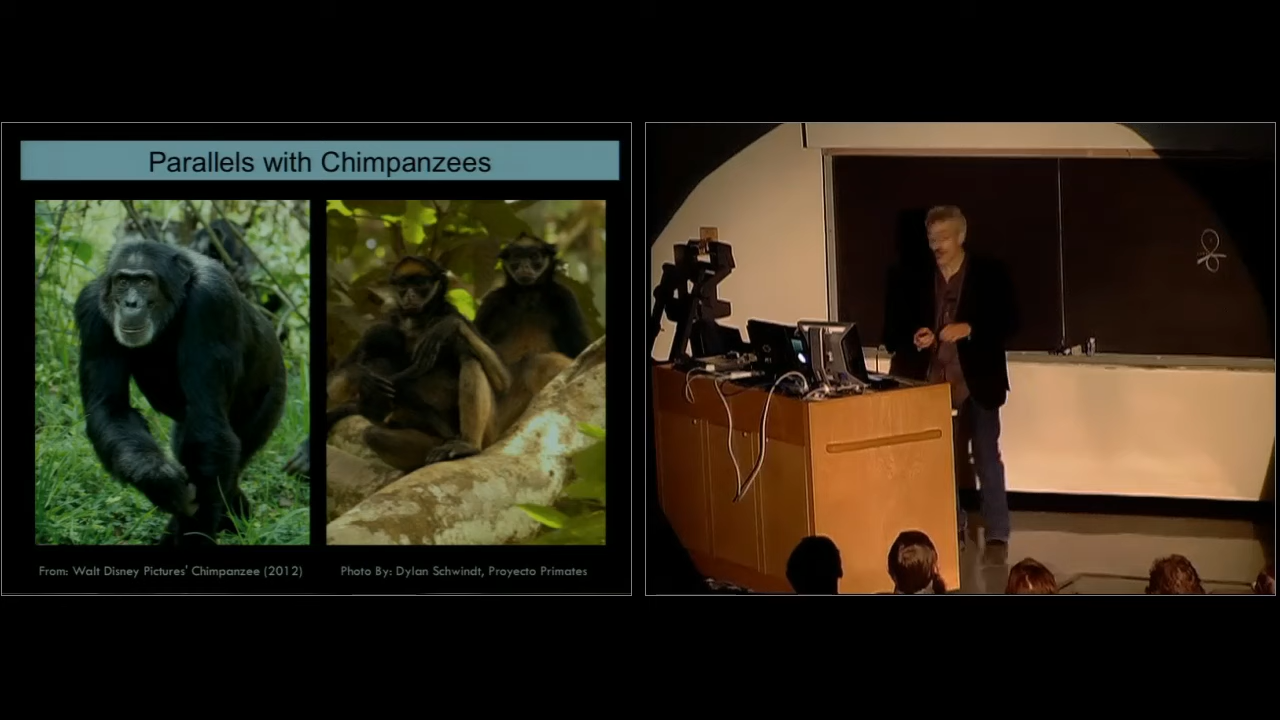 Parallels with Chimpanzees
From: Walt Disney Pictures' Chimpanzee (2012)
Photo By: Dylan Schwindt, Proyecto Primates